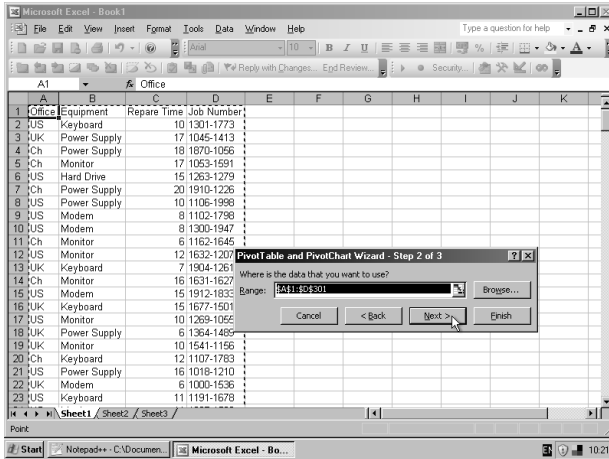 Microsoft Excel - Book1
File Edit View Insert Format Tools Data Window Help Type a question for help
Arial 10 B I U
Reply with Changes... End Review... Security...
A1 fx Office
A B C D E F G H I J K
1 Office Equipment Repare Time Job Number
2 US Keyboard 10 1301-1773
3 UK Power Supply 17 1045-1413
4 Ch Power Supply 18 1870-1056
5 Ch Monitor 17 1053-1591
6 US Hard Drive 15 1263-1279
7 Ch Power Supply 20 1910-1226
8 US Power Supply 10 1106-1998
9 US Modem 8 1102-1798
10 US Modem 8 1300-1947
11 Ch Monitor 6 1162-1645
12 US Monitor 12 1632-1207
13 UK Keyboard 7 1904-1261
14 Ch Monitor 16 1631-1627
15 US Modem 15 1912-1833
16 UK Keyboard 15 1677-1501
17 US Monitor 10 1269-1055
18 UK Power Supply 6 1364-1489
19 UK Monitor 10 1541-1156
20 Ch Keyboard 12 1107-1783
21 US Power Supply 16 1018-1210
22 UK Modem 6 1000-1536
23 US Keyboard 11 1191-1678
PivotTable and PivotChart Wizard - Step 2 of 3
Where is the data that you want to use?
Range: $A$1:$D$301 Browse...
Cancel < Back Next > Finish
Sheet1 Sheet2 Sheet3
Point
Start Notepad++ - C:\Documen... Microsoft Excel - Bo... EN 10:21